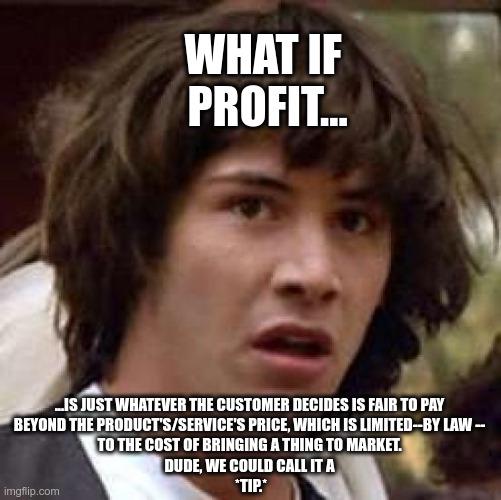 WHAT IF
PROFIT...
...IS JUST WHATEVER THE CUSTOMER DECIDES IS FAIR TO PAY
BEYOND THE PRODUCT'S/SERVICE'S PRICE, WHICH IS LIMITED--BY LAW --
TO THE COST OF BRINGING A THING TO MARKET.
DUDE, WE COULD CALL IT A
*TIP.*
imgflip.com